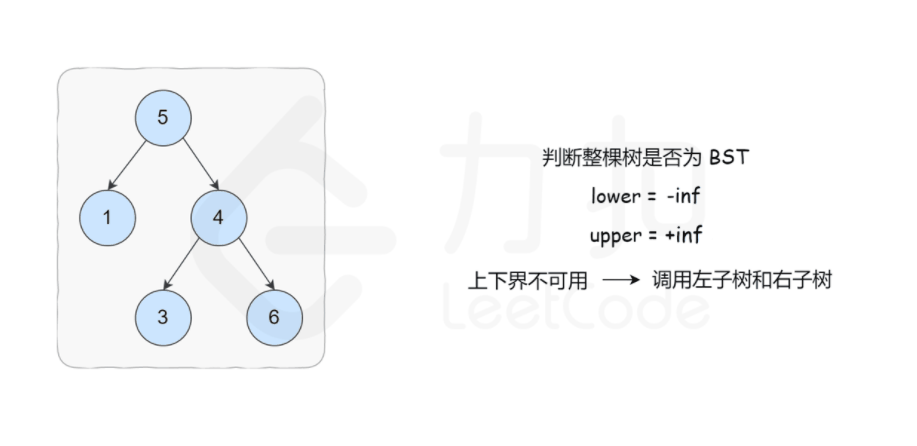 5
1
4
3
6
判断整棵树是否为 BST
lower = -inf
upper = +inf
上下界不可用 → 调用左子树和右子树
力扣
LeetCode